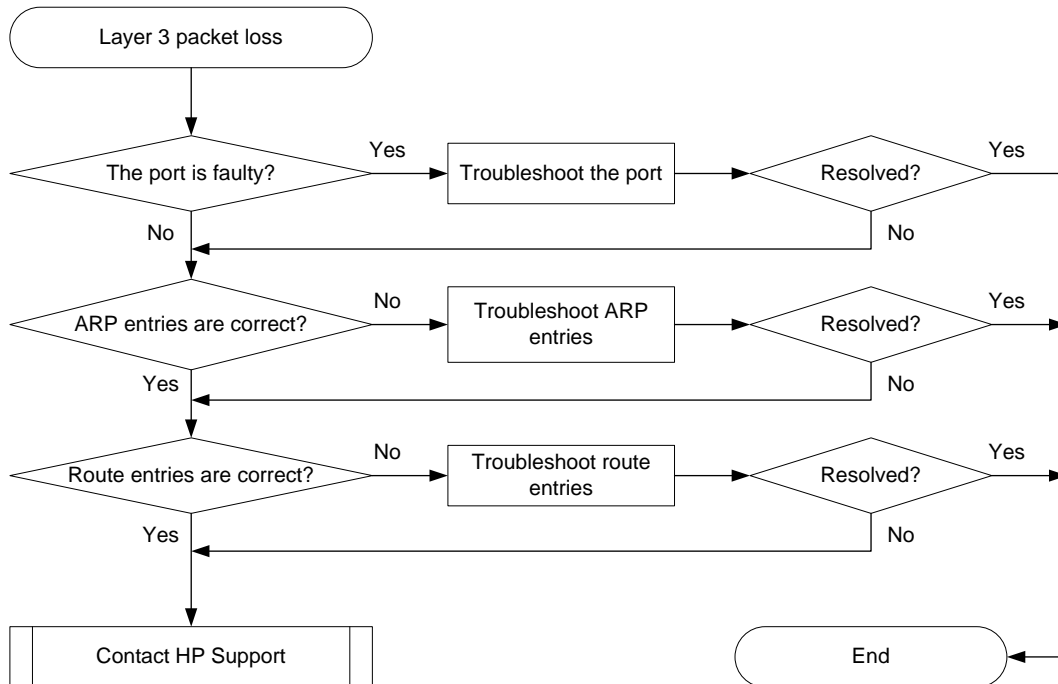 Layer 3 packet loss
The port is faulty?
Yes
Troubleshoot the port
Resolved?
Yes
No
No
ARP entries are correct?
No
Troubleshoot ARP
entries
Resolved?
Yes
Yes
No
Route entries are correct?
No
Troubleshoot route
entries
Resolved?
Yes
Yes
No
Contact HP Support
End